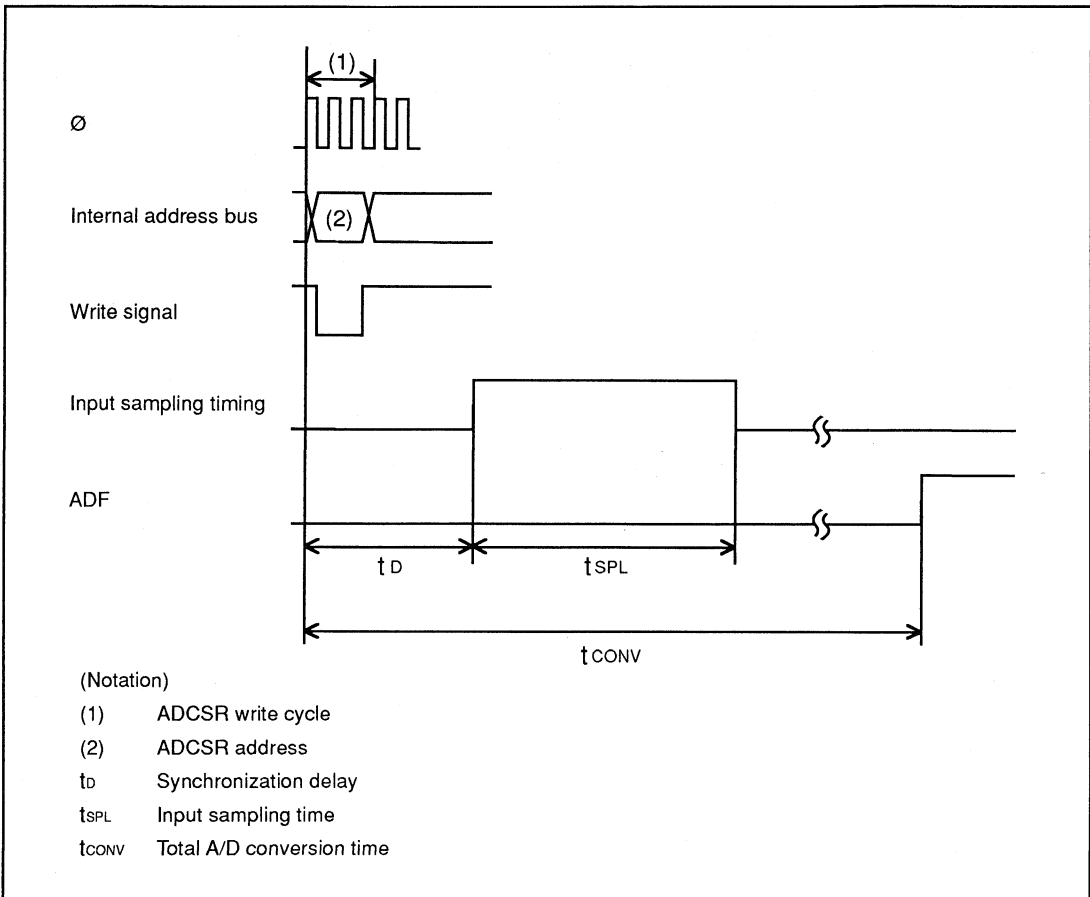 (1)
Ø
Internal address bus
(2)
Write signal
Input sampling timing
ADF
tD
tSPL
tCONV
(Notation)
(1) ADCSR write cycle
(2) ADCSR address
tD Synchronization delay
tSPL Input sampling time
tCONV Total A/D conversion time